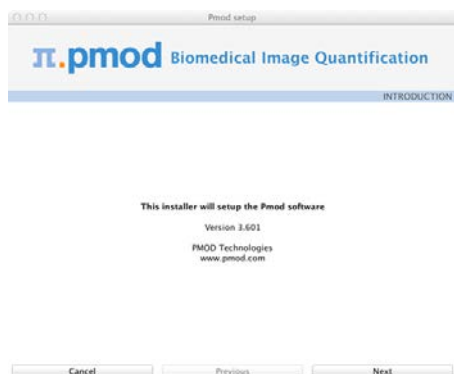 Pmod setup
π.pmod Biomedical Image Quantification
INTRODUCTION
This installer will setup the Pmod software
Version 3.601
PMOD Technologies
www.pmod.com
Cancel Previous Next